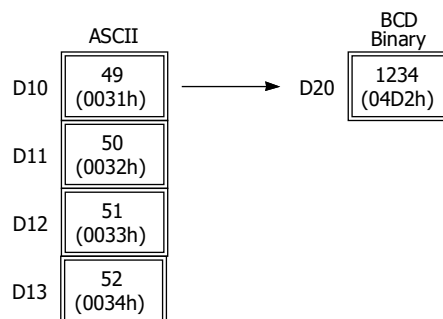 ASCII
BCD
Binary
D10
49
(0031h)
D20
1234
(04D2h)
D11
50
(0032h)
D12
51
(0033h)
D13
52
(0034h)